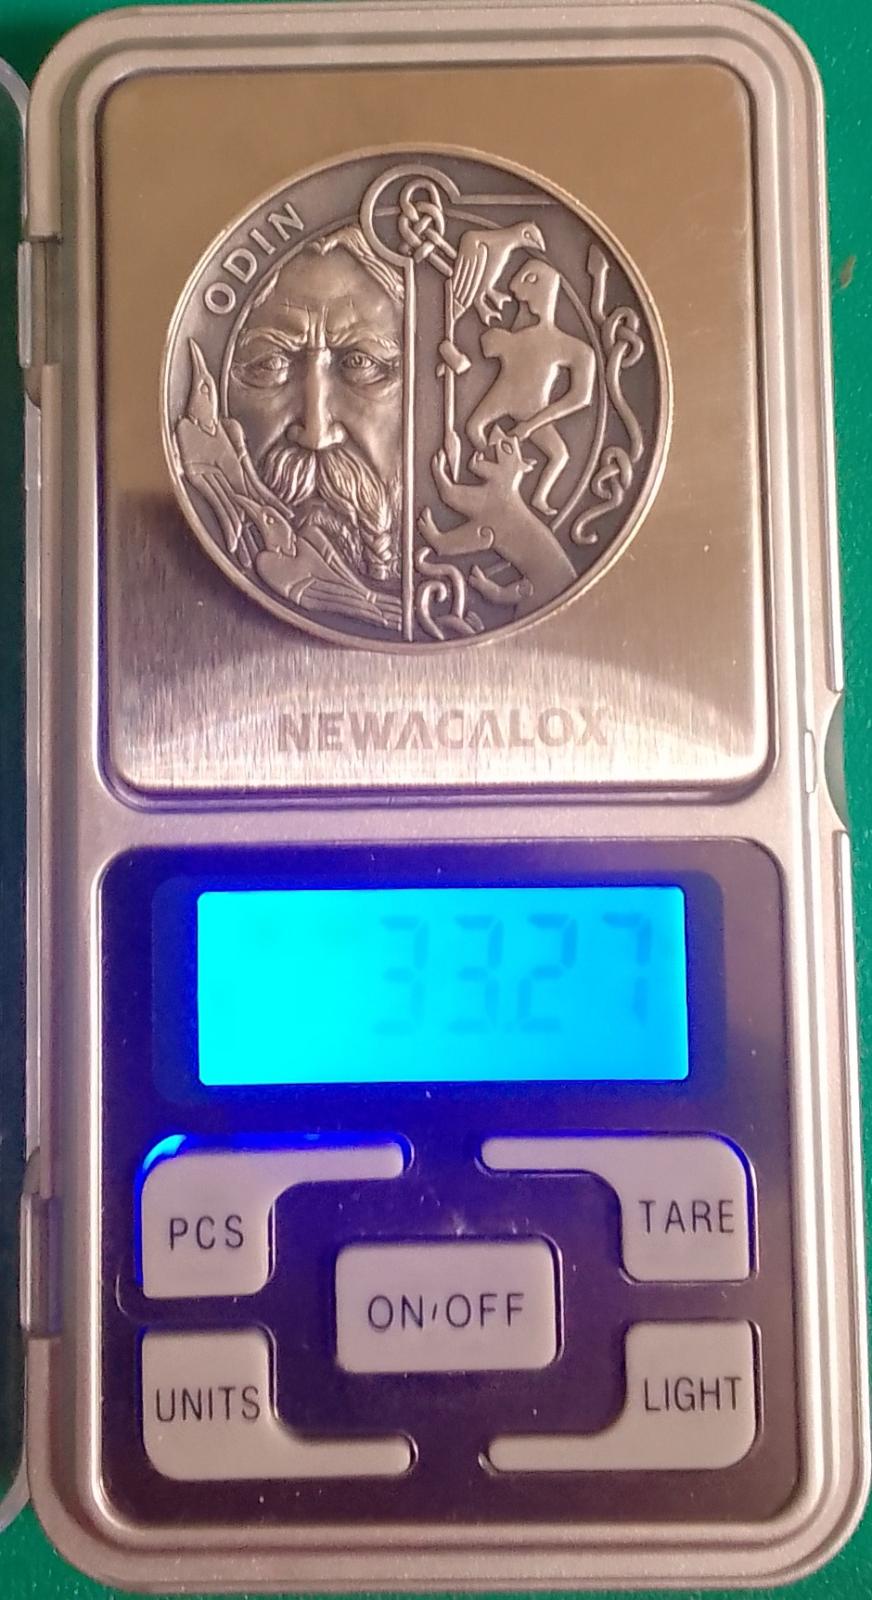 ODIN
NEWACALOX
33.27
PCS
TARE
ON/OFF
UNITS
LIGHT